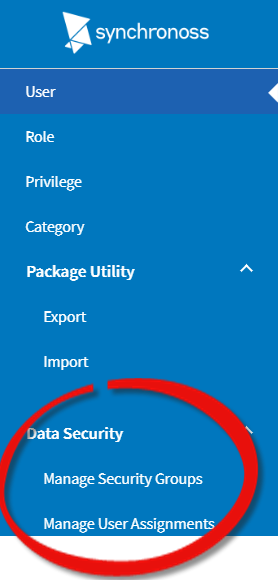 synchronoss
User
Role
Privilege
Category
Package Utility
Export
Import
Data Security
Manage Security Groups
Manage User Assignments